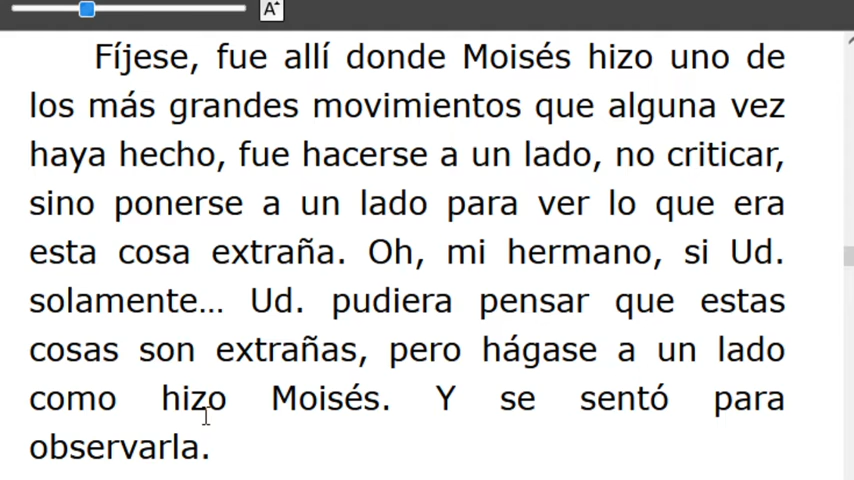 A
Fíjese, fue allí donde Moisés hizo uno de
los más grandes movimientos que alguna vez
haya hecho, fue hacerse a un lado, no criticar,
sino ponerse a un lado para ver lo que era
esta cosa extraña. Oh, mi hermano, si Ud.
solamente… Ud. pudiera pensar que estas
cosas son extrañas, pero hágase a un lado
como hizo Moisés. Y se sentó para
observarla.